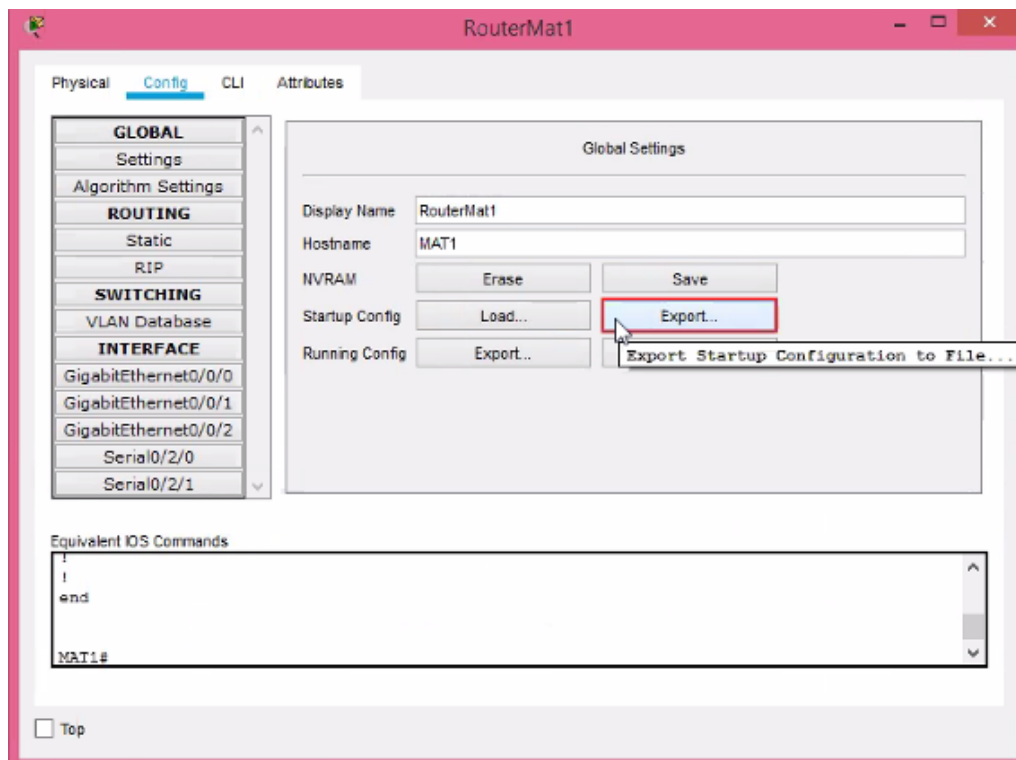 RouterMat1
Physical Config CLI Attributes
GLOBAL
Settings
Algorithm Settings
ROUTING
Static
RIP
SWITCHING
VLAN Database
INTERFACE
GigabitEthernet0/0/0
GigabitEthernet0/0/1
GigabitEthernet0/0/2
Serial0/2/0
Serial0/2/1
Global Settings
Display Name RouterMat1
Hostname MAT1
NVRAM Erase Save
Startup Config Load... Export...
Running Config Export...
Export Startup Configuration to File...
Equivalent IOS Commands
!
!
end
MAT1#
Top